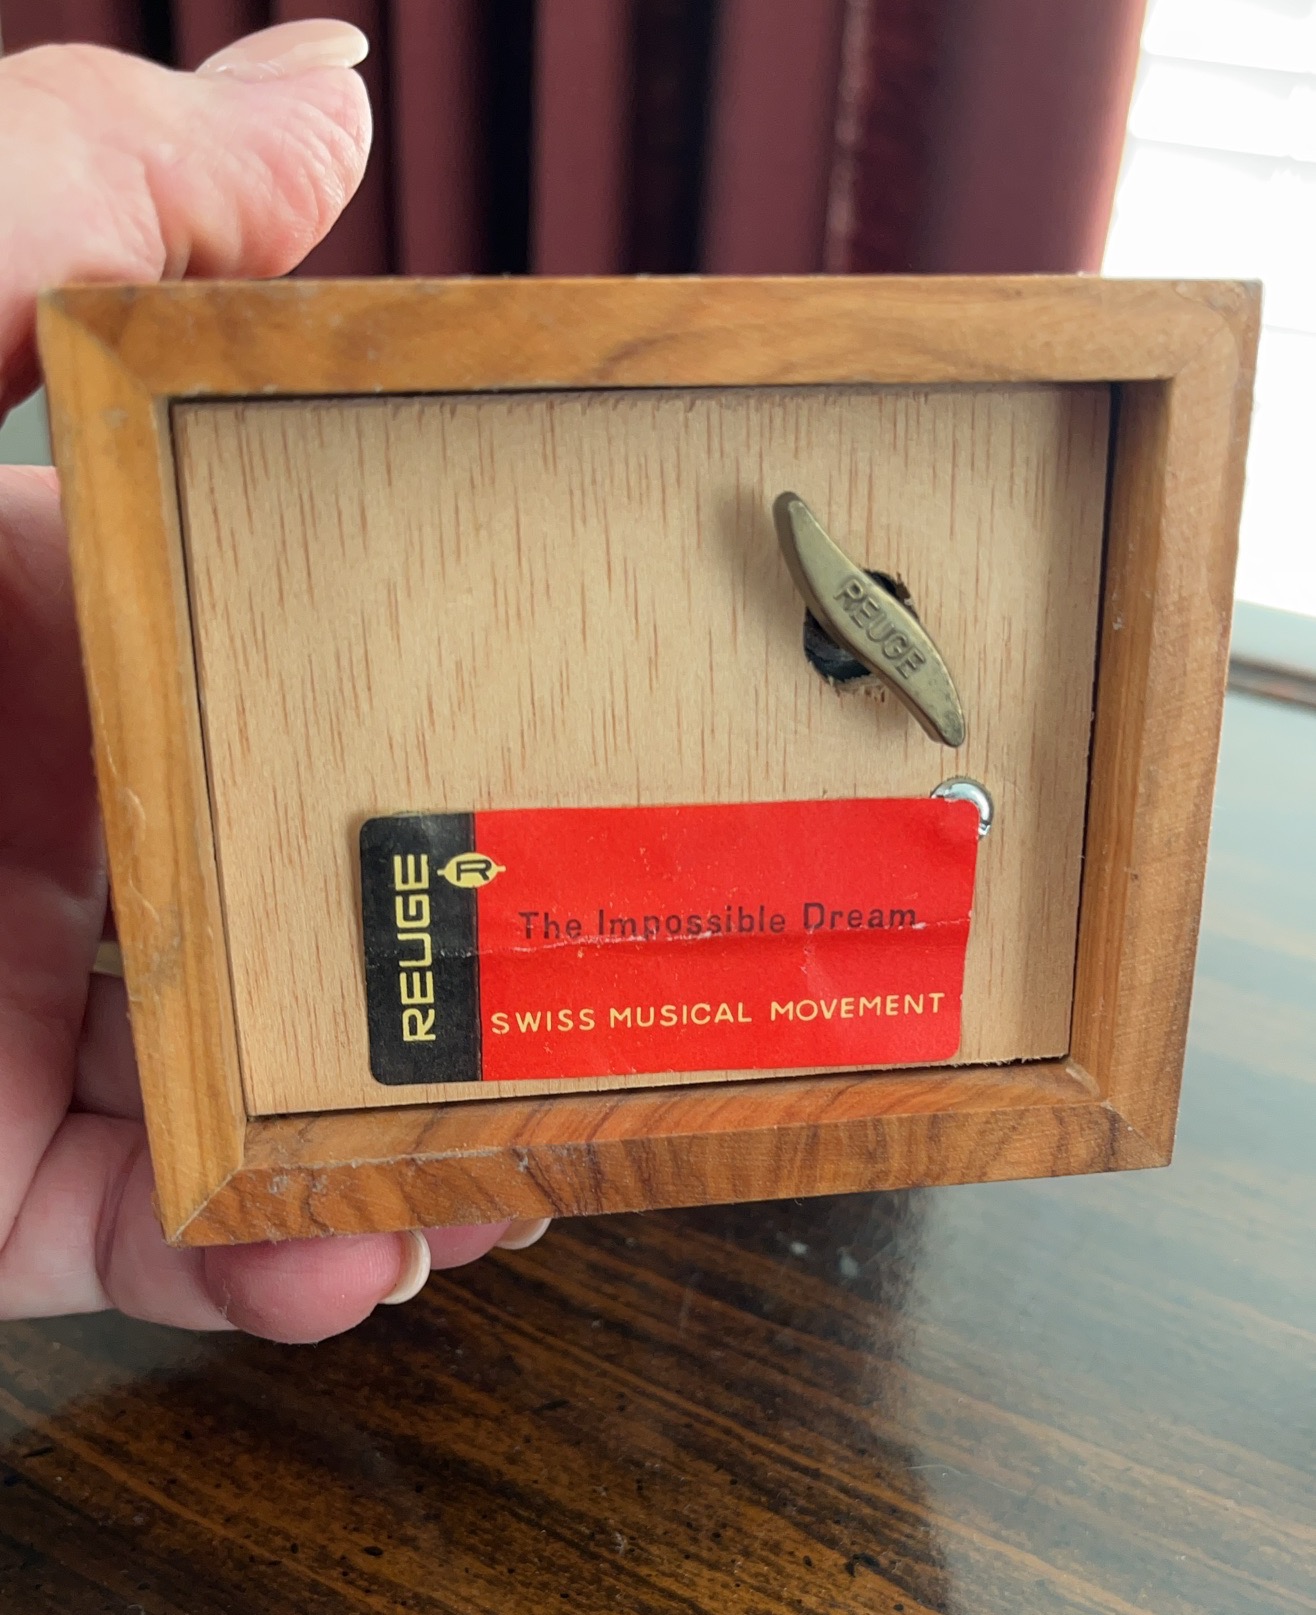 REUGE
REUGE
R
The Impossible Dream
SWISS MUSICAL MOVEMENT